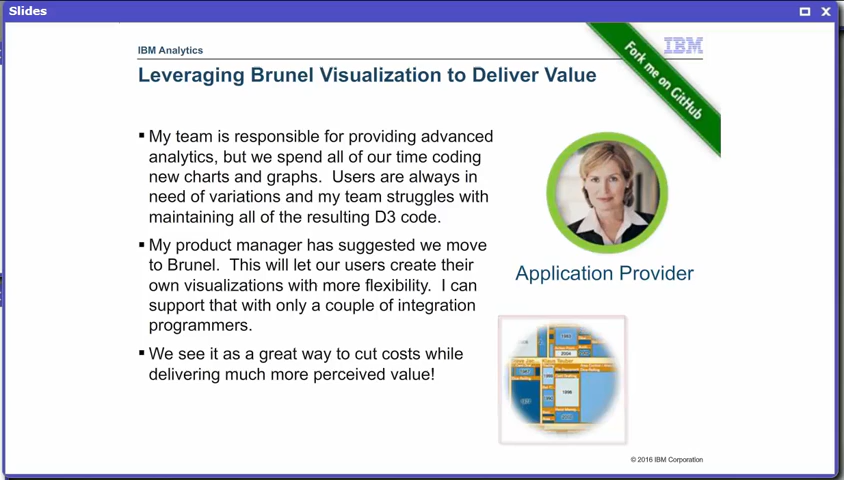 Slides
IBM Analytics
IBM
Fork me on GitHub
Leveraging Brunel Visualization to Deliver Value
▪ My team is responsible for providing advanced
analytics, but we spend all of our time coding
new charts and graphs. Users are always in
need of variations and my team struggles with
maintaining all of the resulting D3 code.
▪ My product manager has suggested we move
to Brunel. This will let our users create their
own visualizations with more flexibility. I can
support that with only a couple of integration
programmers.
▪ We see it as a great way to cut costs while
delivering much more perceived value!
Application Provider
© 2016 IBM Corporation